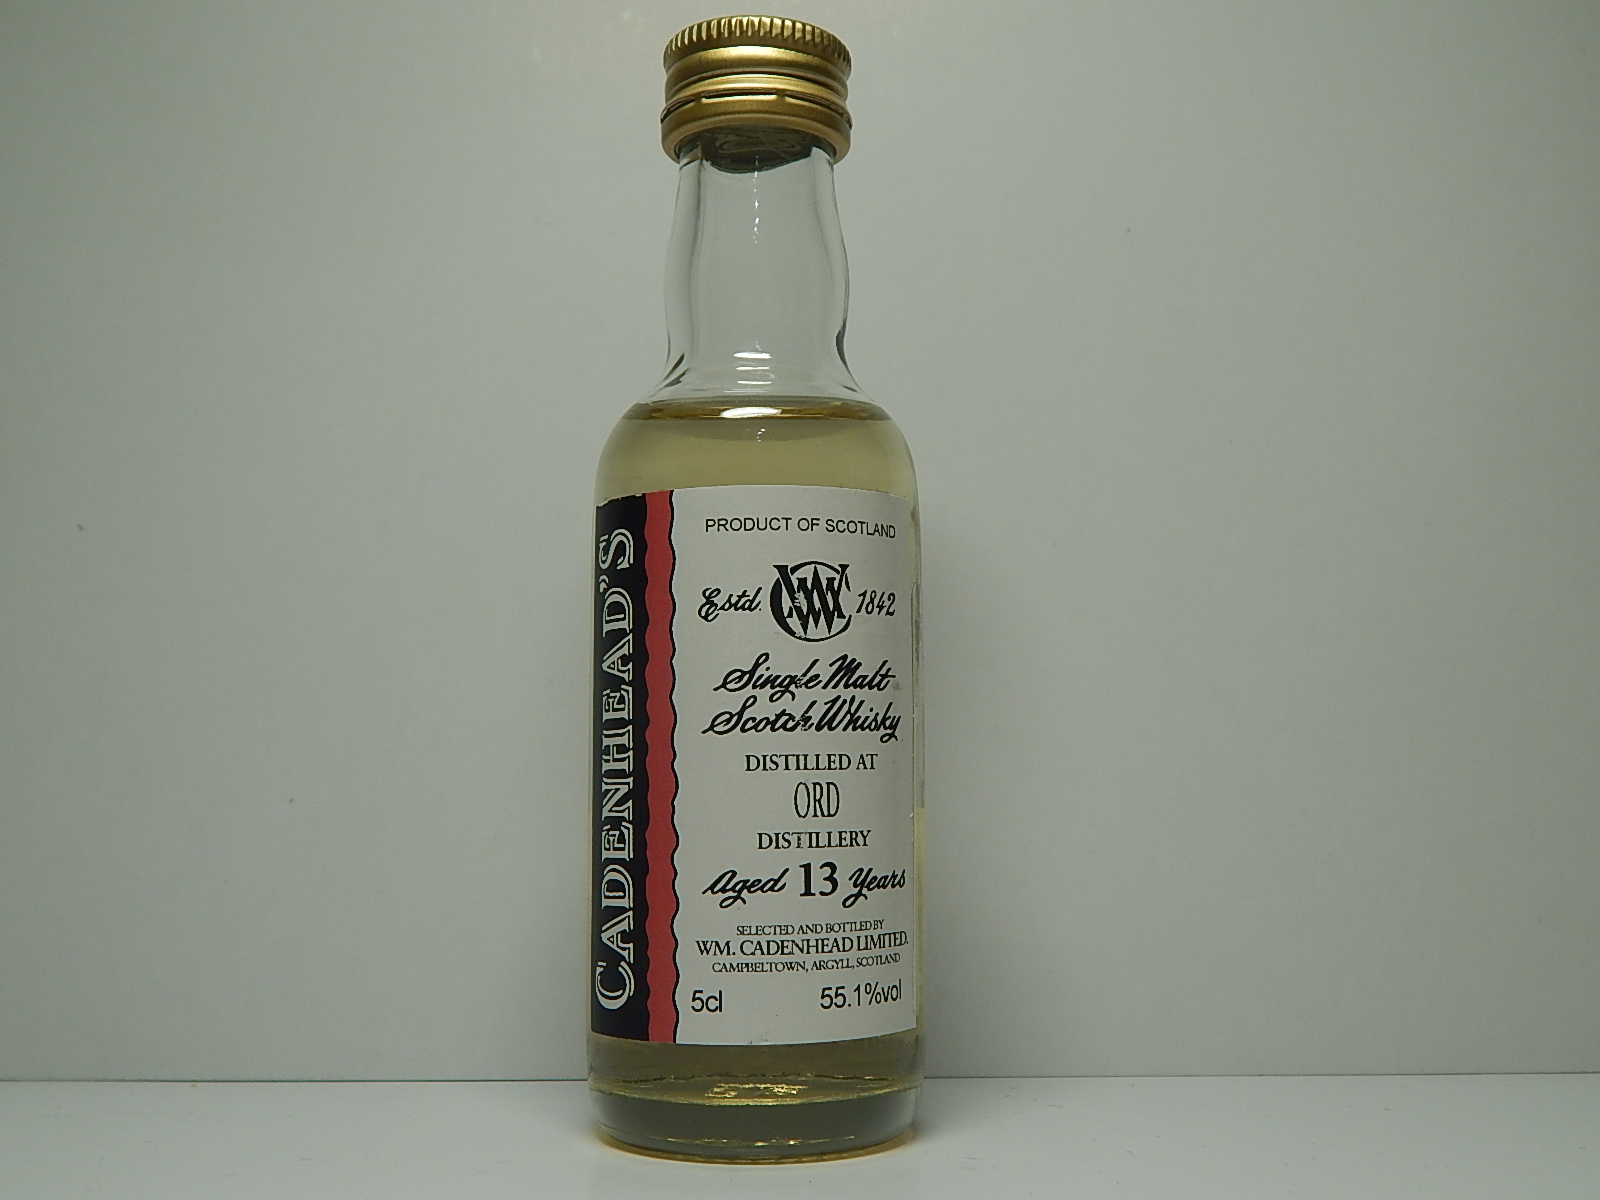 CADENHEAD'S
PRODUCT OF SCOTLAND
Estd. WMC 1842
Single Malt
Scotch Whisky
DISTILLED AT
ORD
DISTILLERY
Aged 13 Years
SELECTED AND BOTTLED BY
WM. CADENHEAD LIMITED.
CAMPBELTOWN, ARGYLL, SCOTLAND
5cl 55.1%vol